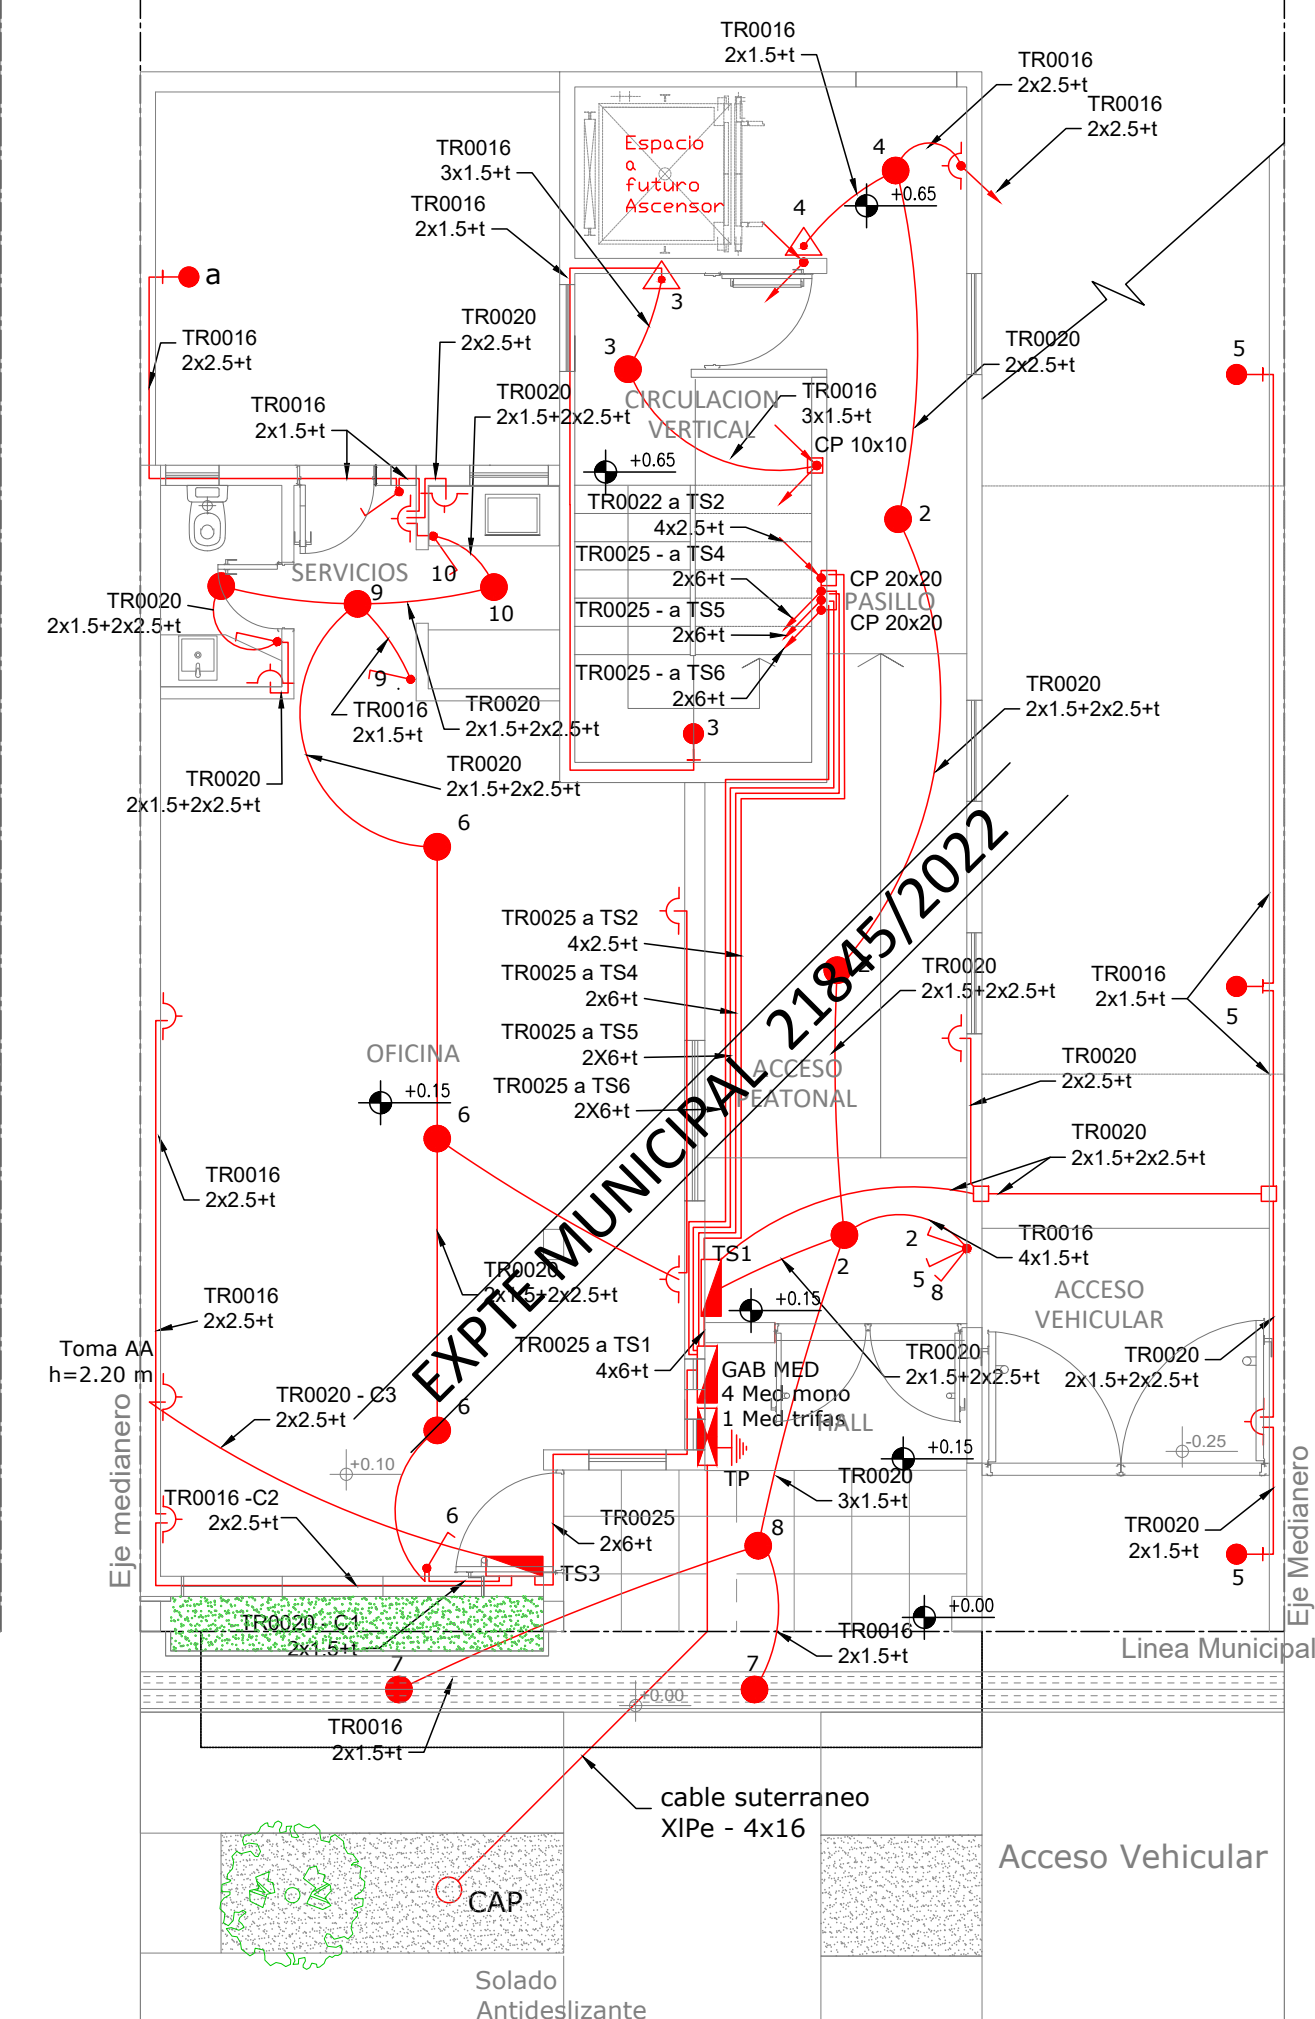 TR0016
2x1.5+t
TR0016
2x2.5+t
TR0016
2x2.5+t
TR0016
3x1.5+t
TR0016
2x1.5+t
Espacio
a
futuro
Ascensor
4
+0.65
4
3
a
TR0016
2x2.5+t
TR0020
2x2.5+t
3
TR0020
2x2.5+t
5
TR0016
2x1.5+t
TR0020
2x1.5+2x2.5+t
CIRCULACION
VERTICAL
TR0016
3x1.5+t
CP 10x10
+0.65
TR0022 a TS2
4x2.5+t
2
TR0025 - a TS4
2x6+t
CP 20x20
PASILLO
CP 20x20
TR0025 - a TS5
2x6+t
TR0025 - a TS6
2x6+t
SERVICIOS
10
10
9
TR0020
2x1.5+2x2.5+t
9
TR0016
2x1.5+t
TR0020
2x1.5+2x2.5+t
3
TR0020
2x1.5+2x2.5+t
TR0020
2x1.5+2x2.5+t
TR0020
2x1.5+2x2.5+t
6
EXPTE MUNICIPAL 21845/2022
TR0025 a TS2
4x2.5+t
TR0025 a TS4
2x6+t
TR0025 a TS5
2X6+t
TR0025 a TS6
2X6+t
2
TR0020
2x1.5+2x2.5+t
TR0016
2x1.5+t
5
OFICINA
+0.15
ACCESO
PEATONAL
TR0020
2x2.5+t
6
TR0020
2x1.5+2x2.5+t
TR0016
2x2.5+t
TR0016
4x1.5+t
2
5
8
2
TS1
TR0020
2x1.5+2x2.5+t
+0.15
ACCESO
VEHICULAR
TR0016
2x2.5+t
Toma AA
h=2.20 m
TR0025 a TS1
4x6+t
GAB MED
4 Med mono
1 Med trifas
HALL
TR0020
2x1.5+2x2.5+t
TR0020
2x1.5+2x2.5+t
TR0020 - C3
2x2.5+t
6
Eje medianero
+0.10
+0.15
-0.25
TP
TR0020
3x1.5+t
TR0016 -C2
2x2.5+t
6
TR0025
2x6+t
8
TR0020
2x1.5+t
5
Eje Medianero
TS3
+0.00
TR0020 - C1
2x1.5+t
TR0016
2x1.5+t
Linea Municipal
7
7
+0.00
TR0016
2x1.5+t
cable suterraneo
XlPe - 4x16
Acceso Vehicular
CAP
Solado
Antideslizante